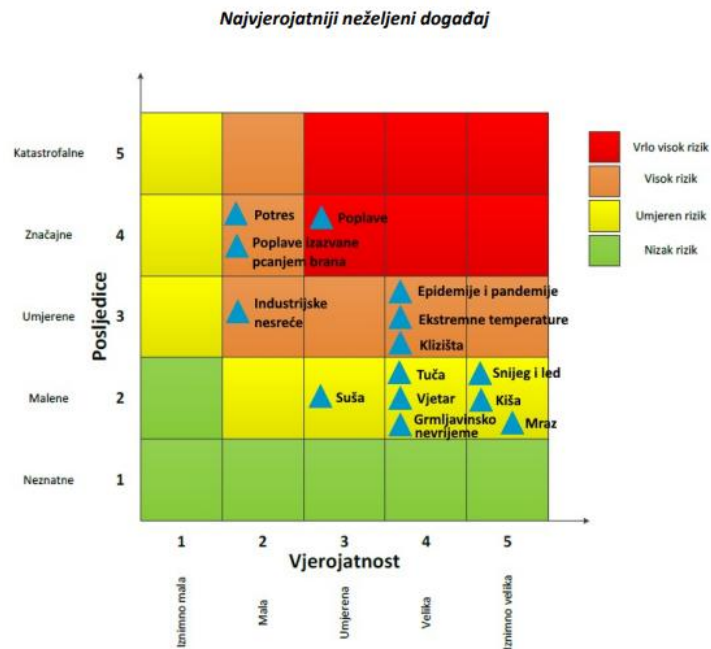 Najvjerojatniji neželjeni događaj
Katastrofalne
5
Značajne
4
Umjerene
3
Malene
2
Neznatne
1
Posljedice
Potres
Poplave
Poplave izazvane
pcanjem brana
Industrijske
nesreće
Epidemije i pandemije
Ekstremne temperature
Klizišta
Tuča
Snijeg i led
Suša
Vjetar
Kiša
Grmljavinsko
nevrijeme
Mraz
1
2
3
4
5
Vjerojatnost
Iznimno mala
Mala
Umjerena
Velika
Iznimno velika
Vrlo visok rizik
Visok rizik
Umjeren rizik
Nizak rizik